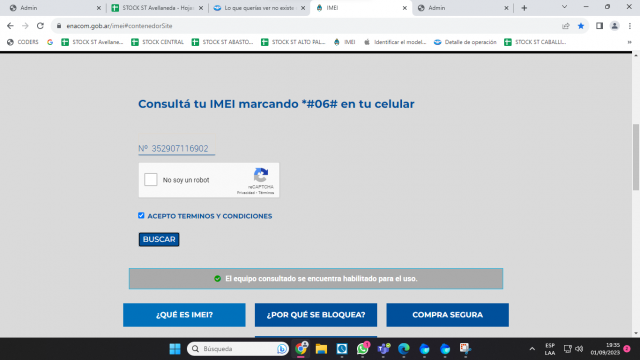 Admin
STOCK ST Avellaneda - Hoja
Lo que querías ver no existe
IMEI
Admin
enacom.gob.ar/imei#contenedorSite
CODERS
G
STOCK ST Avellane...
STOCK CENTRAL
STOCK ST ABASTO...
STOCK ST ALTO PAL...
IMEI
Identificar el model...
Detalle de operación
STOCK ST CABALLI...
Consultá tu IMEI marcando *#06# en tu celular
Nº 352907116902
No soy un robot
reCAPTCHA
Privacidad - Términos
ACEPTO TERMINOS Y CONDICIONES
BUSCAR
El equipo consultado se encuentra habilitado para el uso.
¿QUÉ ES IMEI?
¿POR QUÉ SE BLOQUEA?
COMPRA SEGURA
Búsqueda
ESP
LAA
19:35
01/09/2023